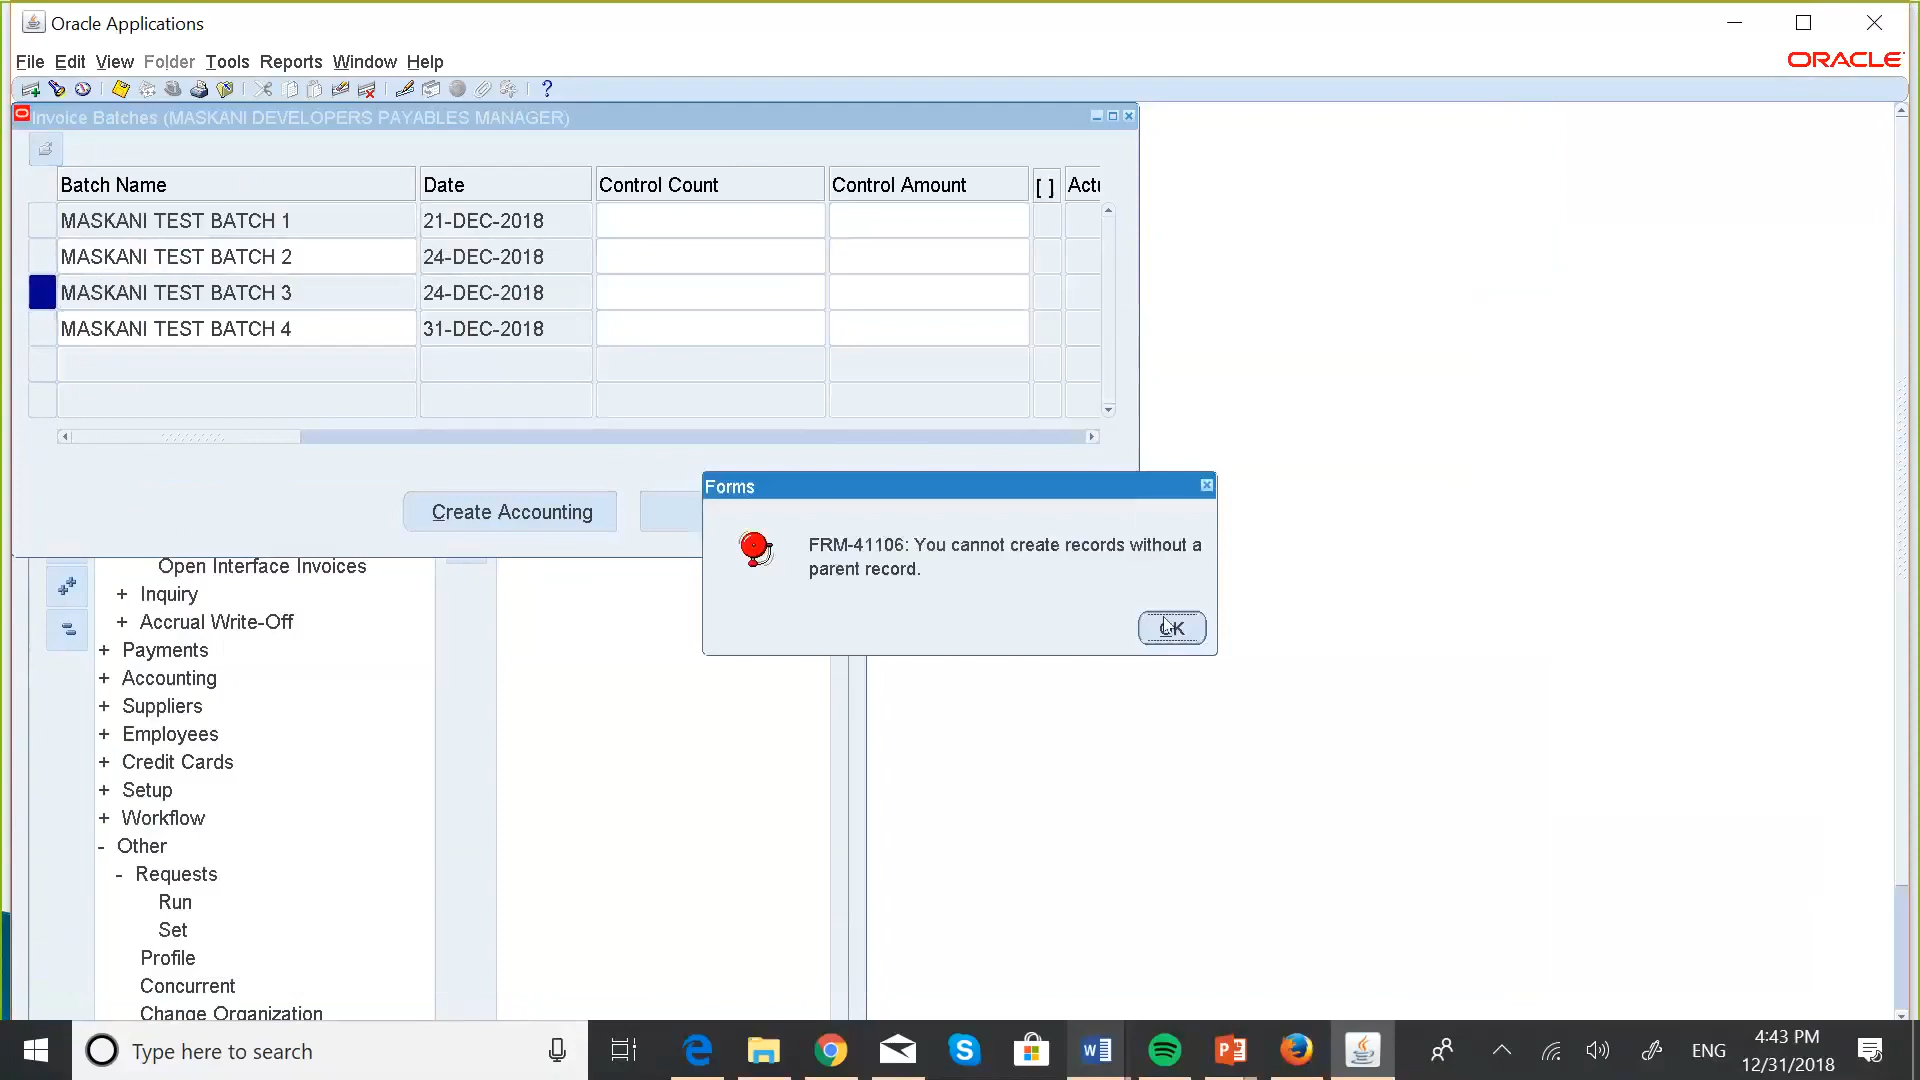 Oracle Applications
File Edit View Folder Tools Reports Window Help
ORACLE
Invoice Batches (MASKANI DEVELOPERS PAYABLES MANAGER)
Batch Name Date Control Count Control Amount [ ] Actu
MASKANI TEST BATCH 1 21-DEC-2018
MASKANI TEST BATCH 2 24-DEC-2018
MASKANI TEST BATCH 3 24-DEC-2018
MASKANI TEST BATCH 4 31-DEC-2018
Create Accounting
Forms
FRM-41106: You cannot create records without a
parent record.
OK
Open Interface Invoices
+ Inquiry
+ Accrual Write-Off
+ Payments
+ Accounting
+ Suppliers
+ Employees
+ Credit Cards
+ Setup
+ Workflow
- Other
- Requests
Run
Set
Profile
Concurrent
Change Organization
Type here to search
ENG
4:43 PM
12/31/2018